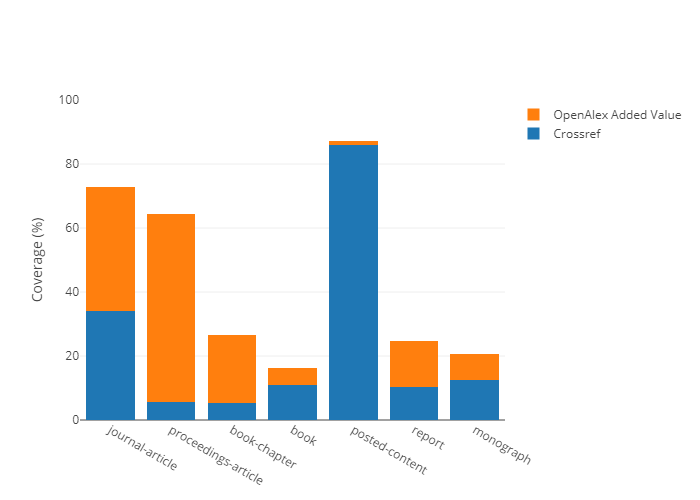 100
80
60
40
20
0
Coverage (%)
journal-article
proceedings-article
book-chapter
book
posted-content
report
monograph
OpenAlex Added Value
Crossref